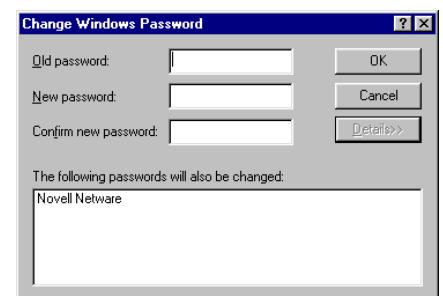 Change Windows Password
Old password:
OK
New password:
Cancel
Confirm new password:
Details>>
The following passwords will also be changed:
Novell Netware